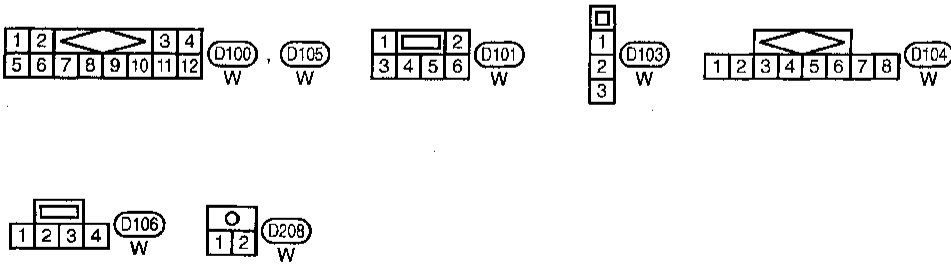 1 2 3 4
5 6 7 8 9 10 11 12
D100 , D105
W W
1 2
3 4 5 6
D101
W
1
2
3
D103
W
1 2 3 4 5 6 7 8
D104
W
1 2 3 4
D106
W
1 2
D208
W